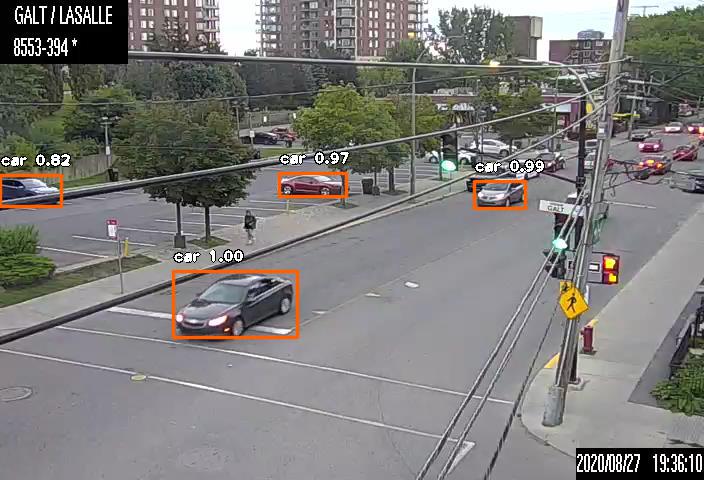 GALT / LASALLE
8553-394 *
car 0.82
car 0.97
car 0.99
GALT
car 1.00
2020/08/27 19:36:10